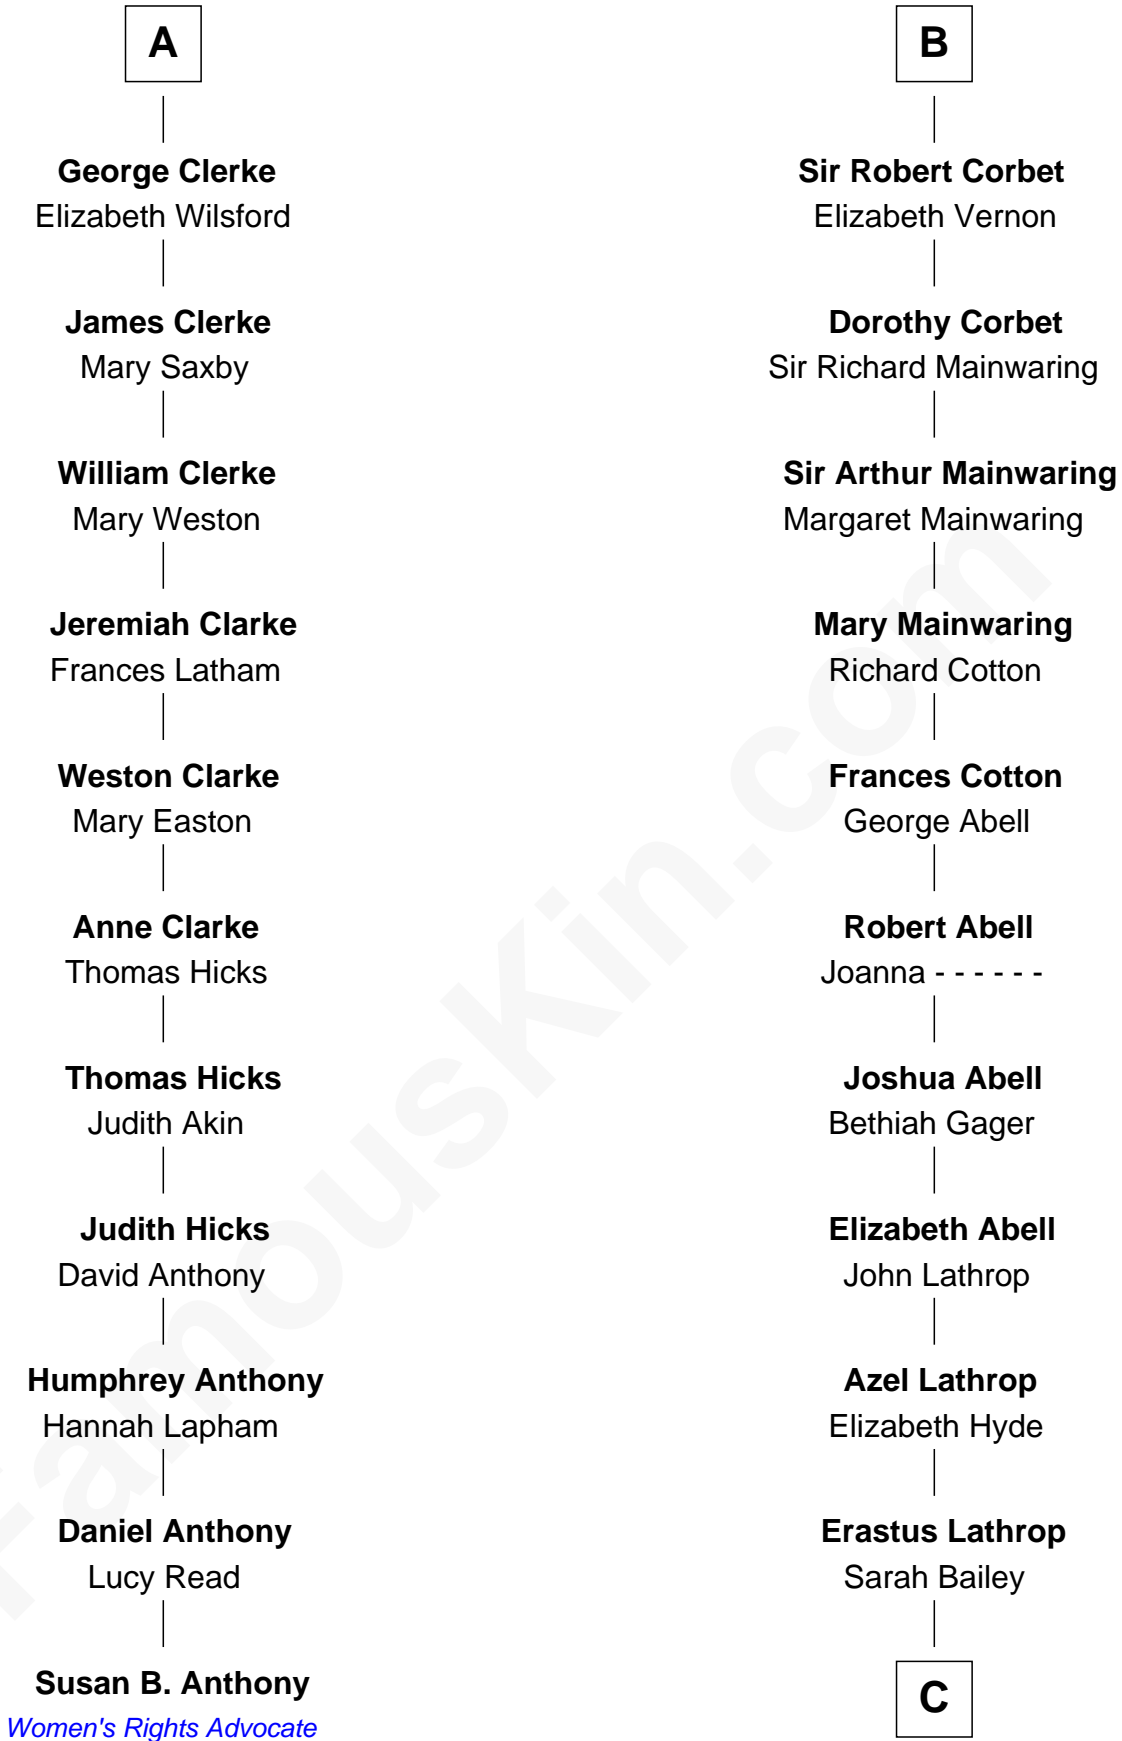 A
George Clerke
Elizabeth Wilsford
James Clerke
Mary Saxby
William Clerke
Mary Weston
Jeremiah Clarke
Frances Latham
Weston Clarke
Mary Easton
Anne Clarke
Thomas Hicks
Thomas Hicks
Judith Akin
Judith Hicks
David Anthony
Humphrey Anthony
Hannah Lapham
Daniel Anthony
Lucy Read
Susan B. Anthony
Women's Rights Advocate
B
Sir Robert Corbet
Elizabeth Vernon
Dorothy Corbet
Sir Richard Mainwaring
Sir Arthur Mainwaring
Margaret Mainwaring
Mary Mainwaring
Richard Cotton
Frances Cotton
George Abell
Robert Abell
Joanna - - - - - -
Joshua Abell
Bethiah Gager
Elizabeth Abell
John Lathrop
Azel Lathrop
Elizabeth Hyde
Erastus Lathrop
Sarah Bailey
C
FamousKin.com